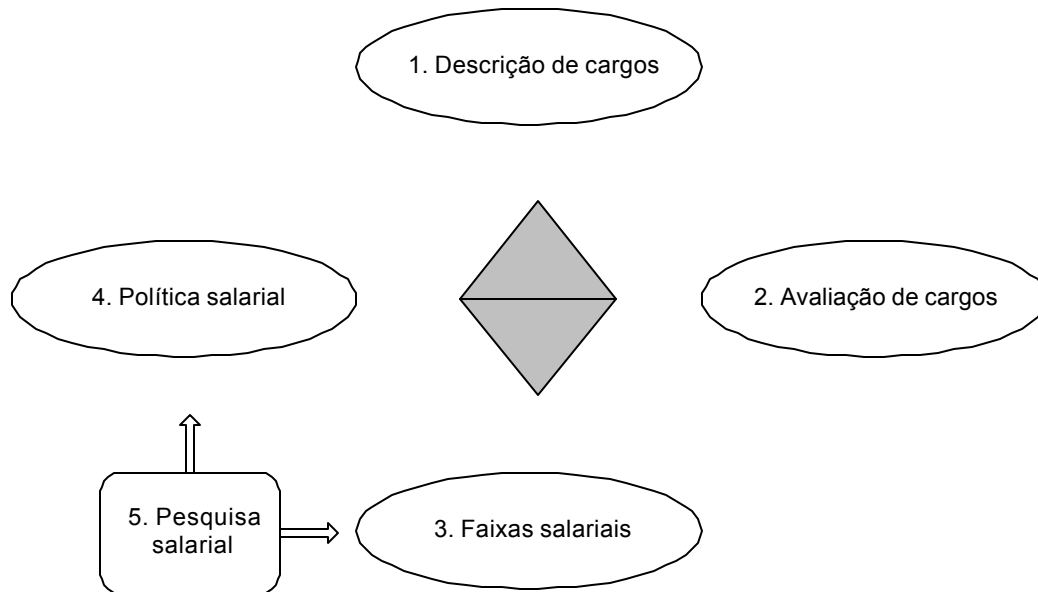 1. Descrição de cargos
4. Política salarial
2. Avaliação de cargos
5. Pesquisa
salarial
3. Faixas salariais